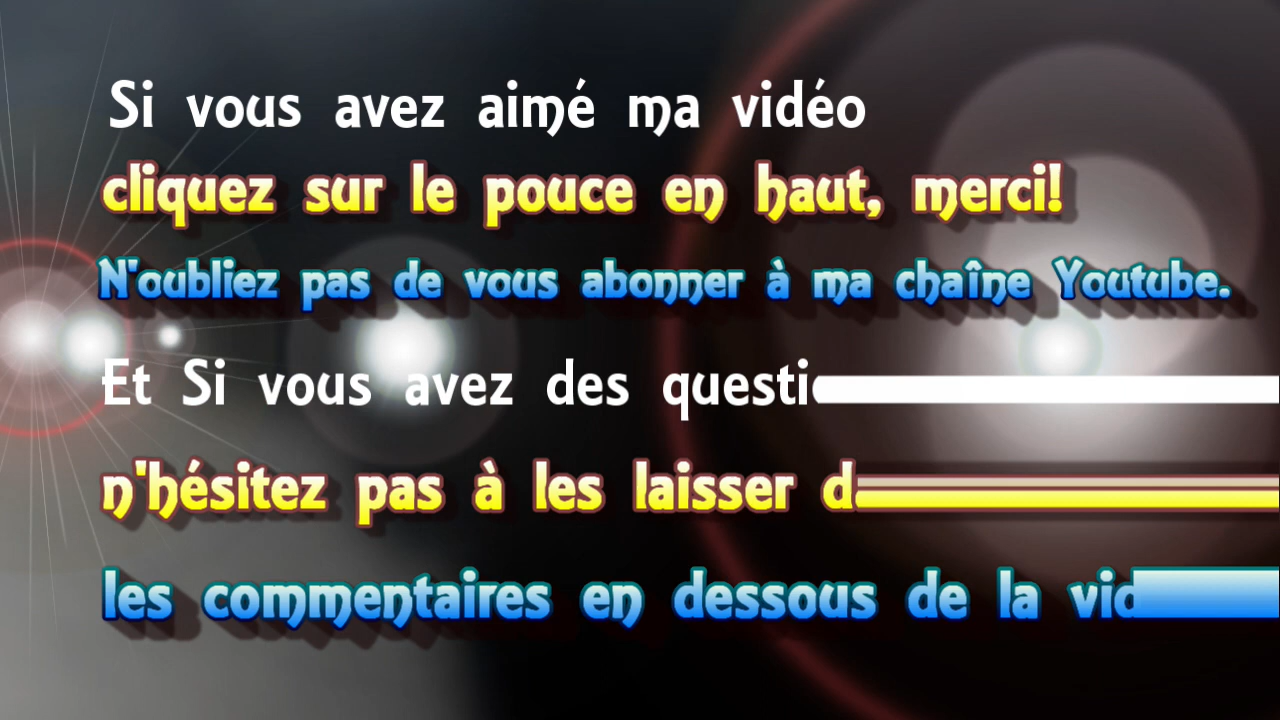 Si vous avez aimé ma vidéo
cliquez sur le pouce en haut, merci!
N'oubliez pas de vous abonner à ma chaîne Youtube.
Et Si vous avez des questi
n'hésitez pas à les laisser d
les commentaires en dessous de la vid